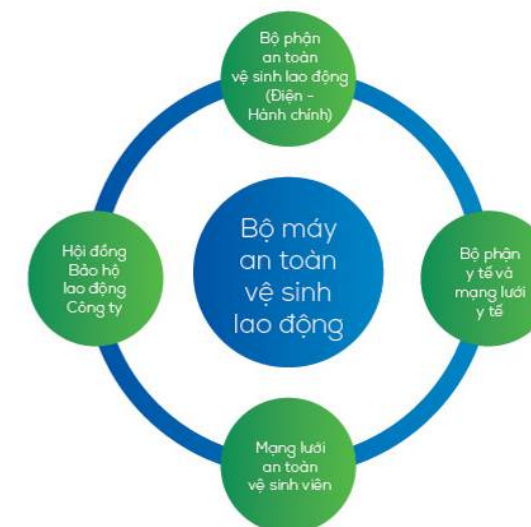 Bộ phận
an toàn
vệ sinh lao động
(Điện -
Hành chính)
Hội đồng
Bảo hộ
lao động
Công ty
Bộ máy
an toàn
vệ sinh
lao động
Bộ phận
y tế và
mạng lưới
y tế
Mạng lưới
an toàn
vệ sinh viên